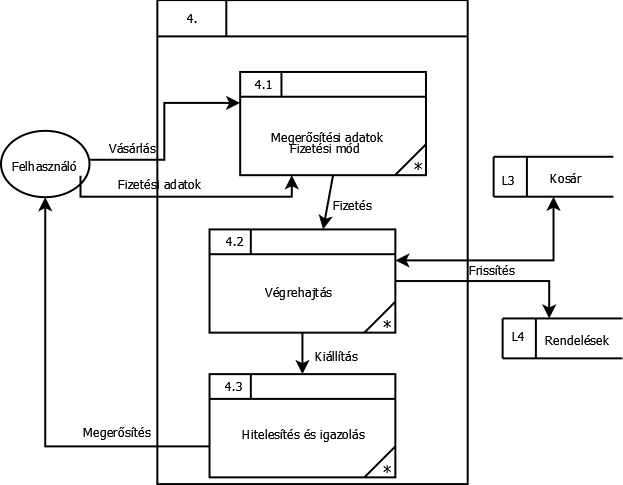 4.
4.1
Megerősítési adatok
Fizetési mód
*
Felhasználó
Vásárlás
Fizetési adatok
Fizetés
L3
Kosár
4.2
Végrehajtás
*
Frissítés
L4
Rendelések
Kiállítás
4.3
Hitelesítés és igazolás
*
Megerősítés